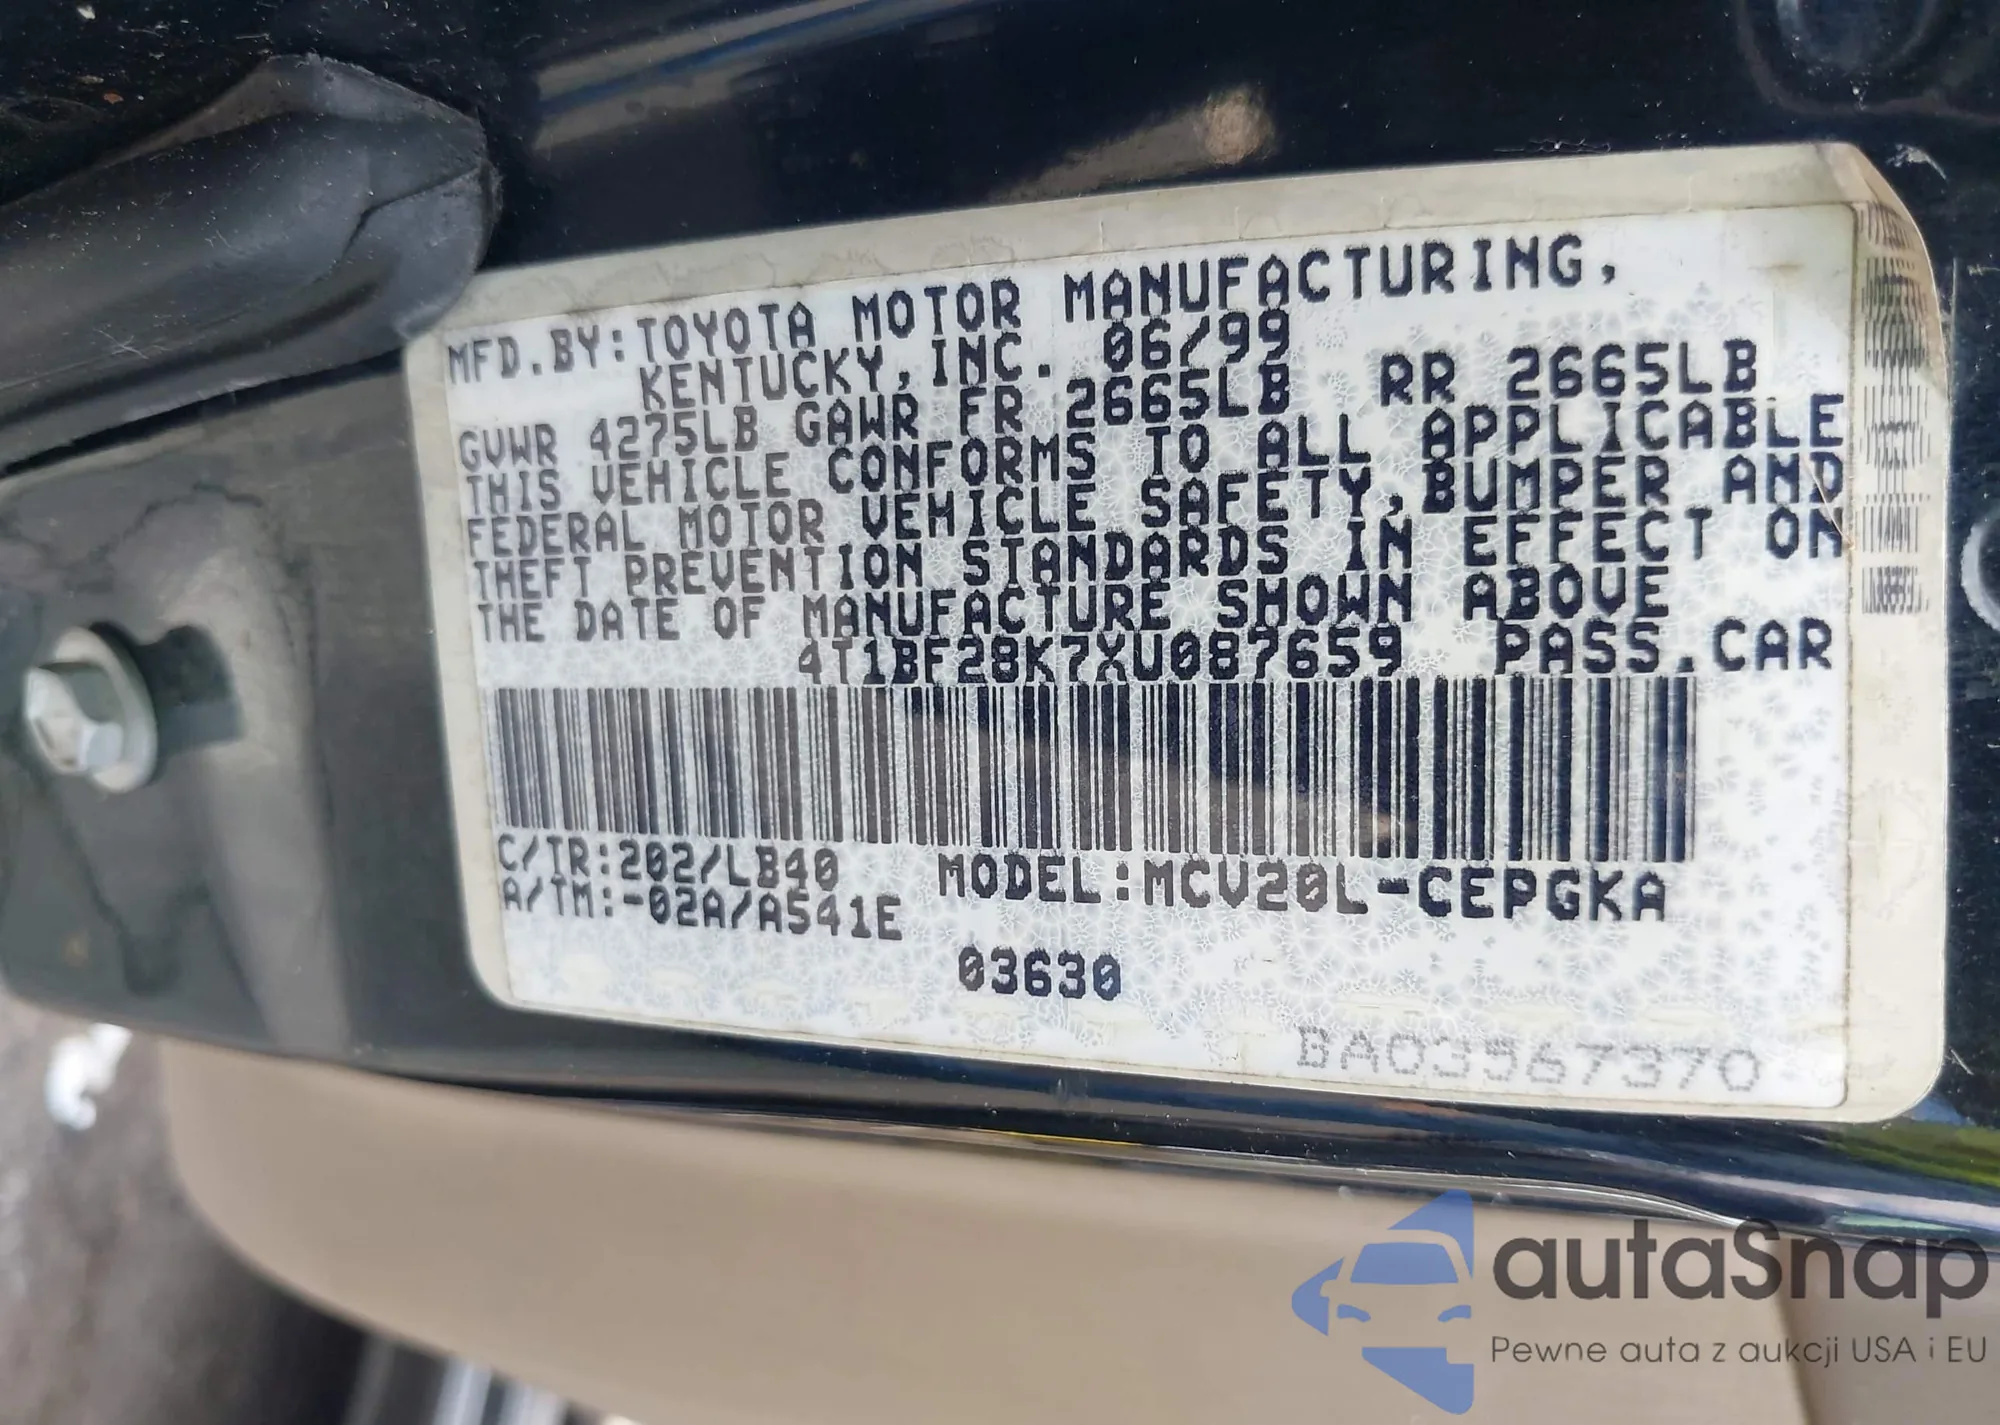 MFD.BY:TOYOTA MOTOR MANUFACTURING,
KENTUCKY,INC. 06/99
GVWR 4275LB GAWR FR 2665LB RR 2665LB
THIS VEHICLE CONFORMS TO ALL APPLICABLE
FEDERAL MOTOR VEHICLE SAFETY,BUMPER AND
THEFT PREVENTION STANDARDS IN EFFECT ON
THE DATE OF MANUFACTURE SHOWN ABOVE
4T1BF28K7XU087659 PASS.CAR
C/TR:202/LB40 MODEL:MCV20L-CEPGKA
A/TM:-02A/A541E
03630
BA03567370
autaSnap
Pewne auta z aukcji USA i EU